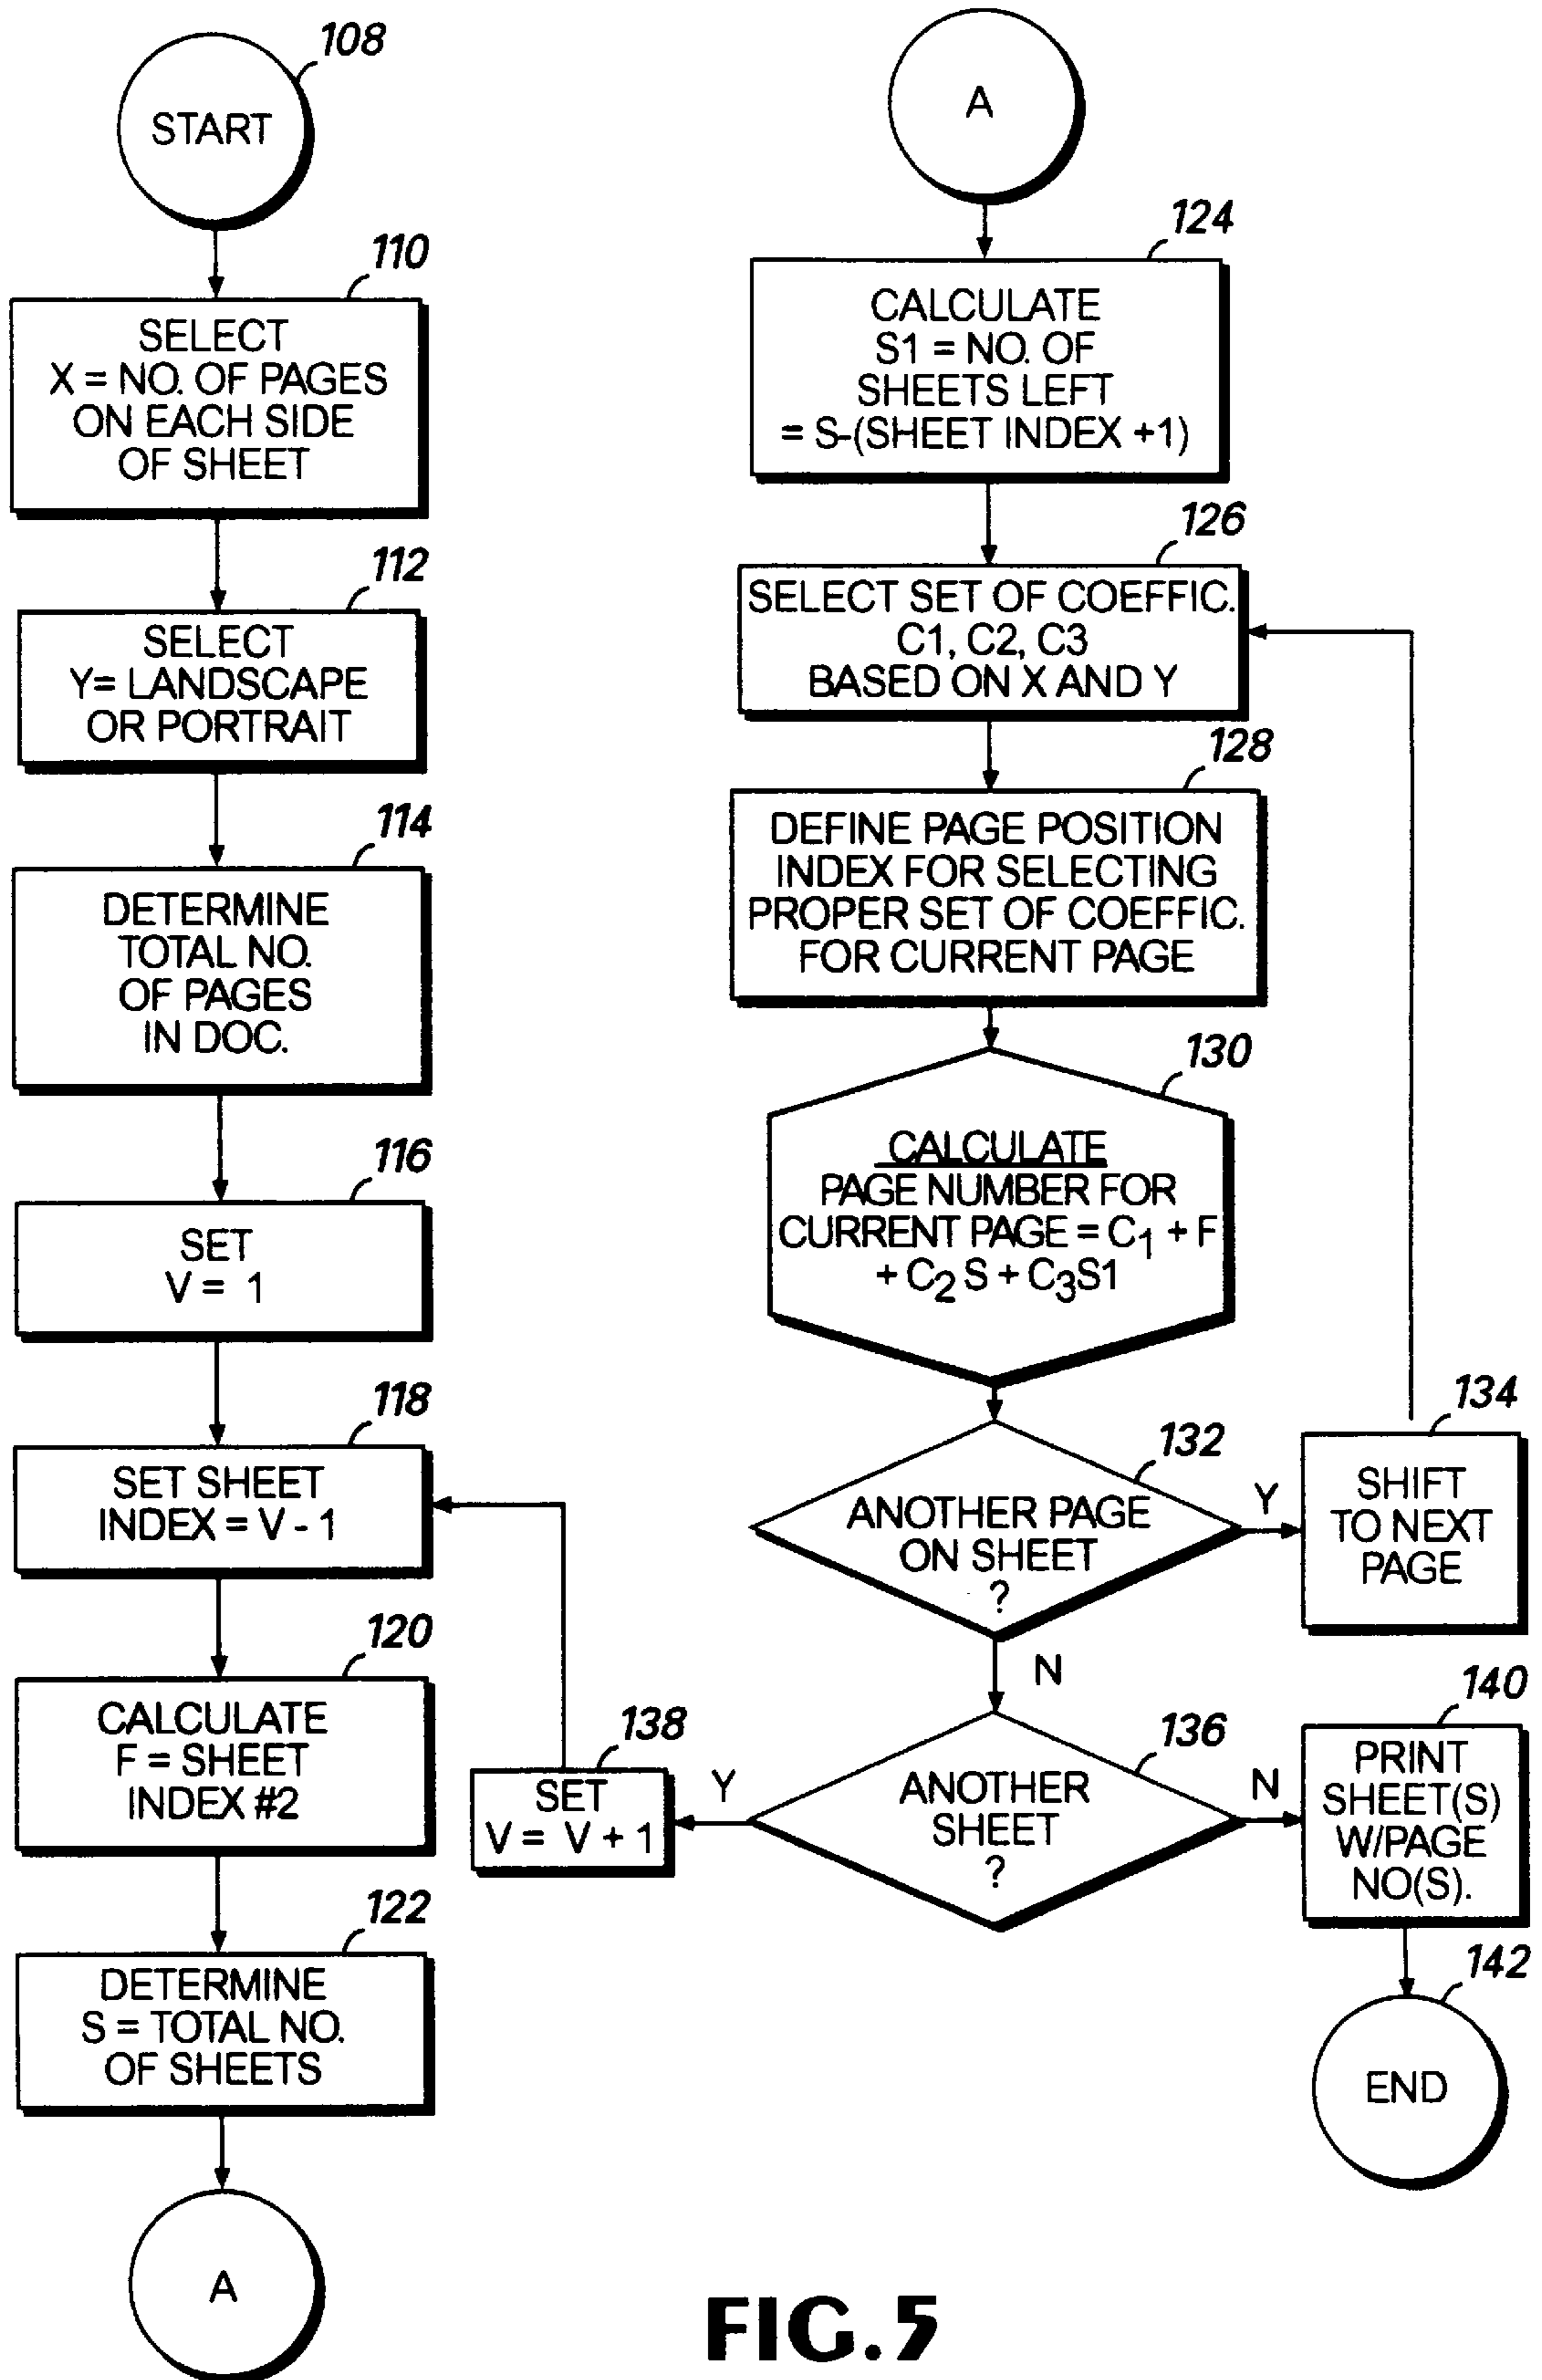 108
START
110
SELECT
X = NO. OF PAGES
ON EACH SIDE
OF SHEET
112
SELECT
Y= LANDSCAPE
OR PORTRAIT
114
DETERMINE
TOTAL NO.
OF PAGES
IN DOC.
116
SET
V = 1
118
SET SHEET
INDEX = V - 1
120
CALCULATE
F = SHEET
INDEX #2
122
DETERMINE
S = TOTAL NO.
OF SHEETS
A
A
124
CALCULATE
S1 = NO. OF
SHEETS LEFT
= S-(SHEET INDEX +1)
126
SELECT SET OF COEFFIC.
C1, C2, C3
BASED ON X AND Y
128
DEFINE PAGE POSITION
INDEX FOR SELECTING
PROPER SET OF COEFFIC.
FOR CURRENT PAGE
130
CALCULATE
PAGE NUMBER FOR
CURRENT PAGE = C1 + F
+ C2 S + C3S1
132
ANOTHER PAGE
ON SHEET
?
Y
134
SHIFT
TO NEXT
PAGE
N
136
ANOTHER
SHEET
?
Y
138
SET
V = V + 1
N
140
PRINT
SHEET(S)
W/PAGE
NO(S).
142
END
FIG. 5